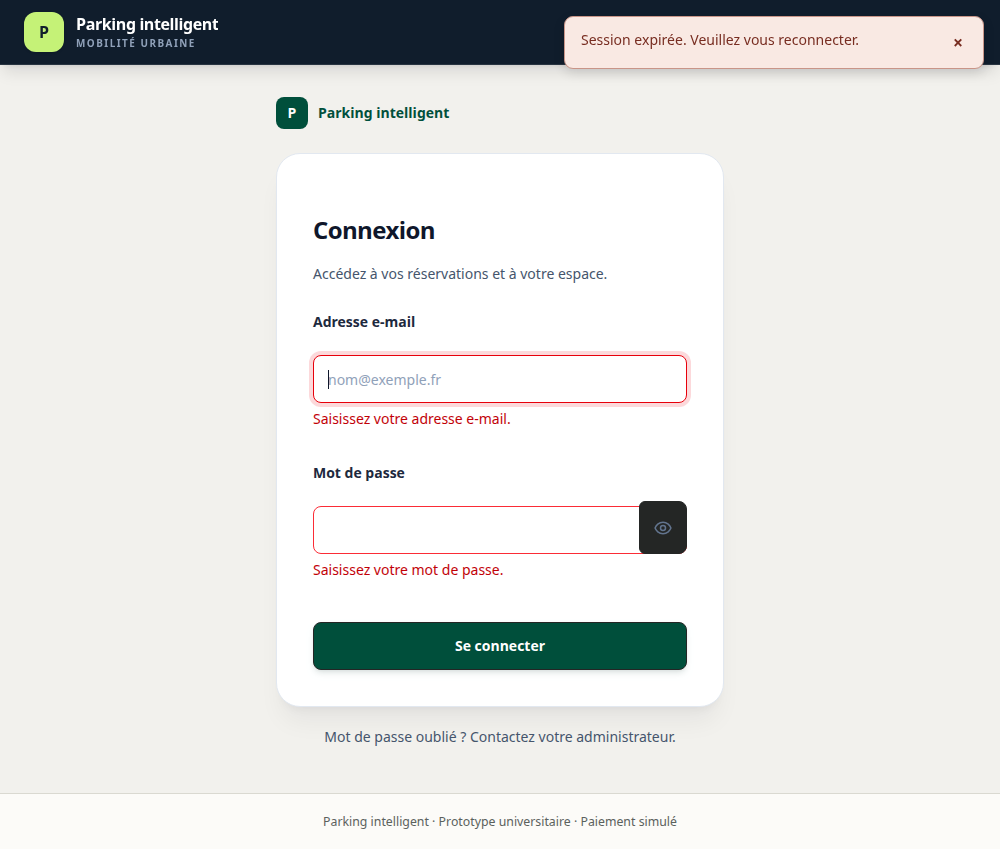 P
Parking intelligent
MOBILITÉ URBAINE
Session expirée. Veuillez vous reconnecter.
×
P
Parking intelligent
Connexion
Accédez à vos réservations et à votre espace.
Adresse e-mail
nom@exemple.fr
Saisissez votre adresse e-mail.
Mot de passe
Saisissez votre mot de passe.
Se connecter
Mot de passe oublié ? Contactez votre administrateur.
Parking intelligent · Prototype universitaire · Paiement simulé